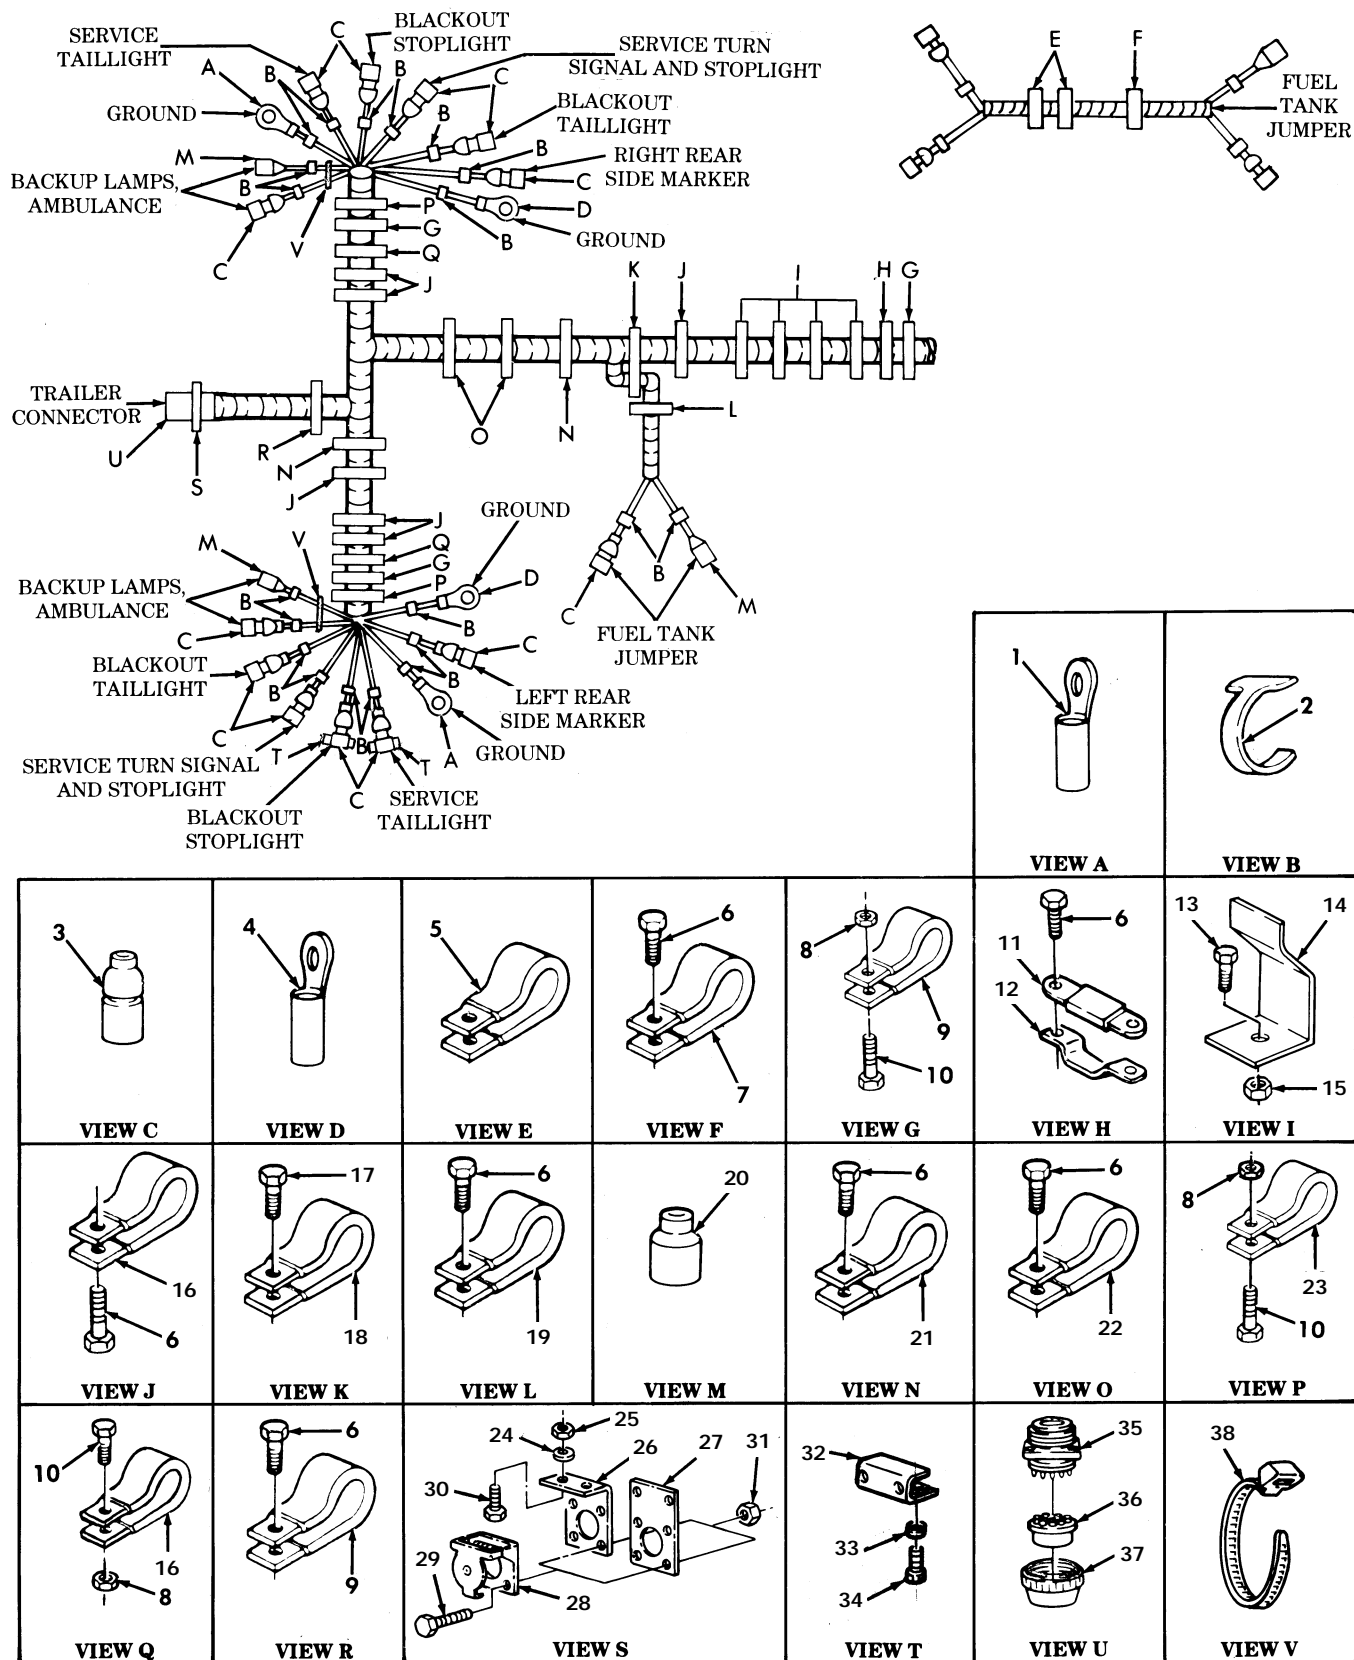 SERVICE
TAILLIGHT
C
BLACKOUT
STOPLIGHT
SERVICE TURN
SIGNAL AND STOPLIGHT
A
B
B
C
GROUND
B
BLACKOUT
TAILLIGHT
M
B
RIGHT REAR
SIDE MARKER
BACKUP LAMPS,
AMBULANCE
B
C
P
D
V
G
B
GROUND
C
Q
J
E
F
FUEL
TANK
JUMPER
K
J
I
H
G
TRAILER
CONNECTOR
L
U
R
O
N
S
N
J
J
GROUND
V
M
Q
G
P
D
BACKUP LAMPS,
AMBULANCE
B
B
C
B
C
M
C
BLACKOUT
TAILLIGHT
B
B
FUEL TANK
JUMPER
LEFT REAR
SIDE MARKER
C
T
B
T
A
GROUND
SERVICE TURN SIGNAL
AND STOPLIGHT
C
SERVICE
TAILLIGHT
BLACKOUT
STOPLIGHT
1
VIEW A
2
VIEW B
3
VIEW C
4
VIEW D
5
VIEW E
6
7
VIEW F
8
9
10
VIEW G
6
11
12
VIEW H
13
14
15
VIEW I
16
6
VIEW J
17
18
VIEW K
6
19
VIEW L
20
VIEW M
6
21
VIEW N
6
22
VIEW O
8
23
10
VIEW P
10
16
8
VIEW Q
6
9
VIEW R
25
24
26
27
31
30
29
28
VIEW S
32
33
34
VIEW T
35
36
37
VIEW U
38
VIEW V